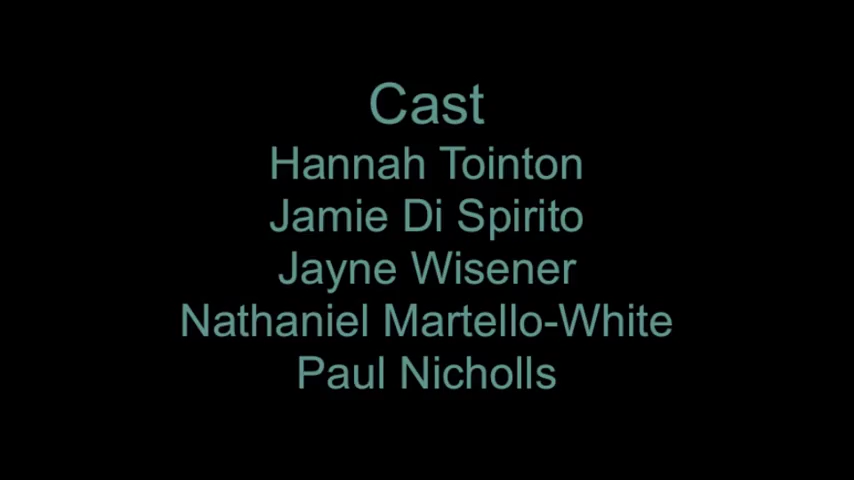 Cast
Hannah Tointon
Jamie Di Spirito
Jayne Wisener
Nathaniel Martello-White
Paul Nicholls